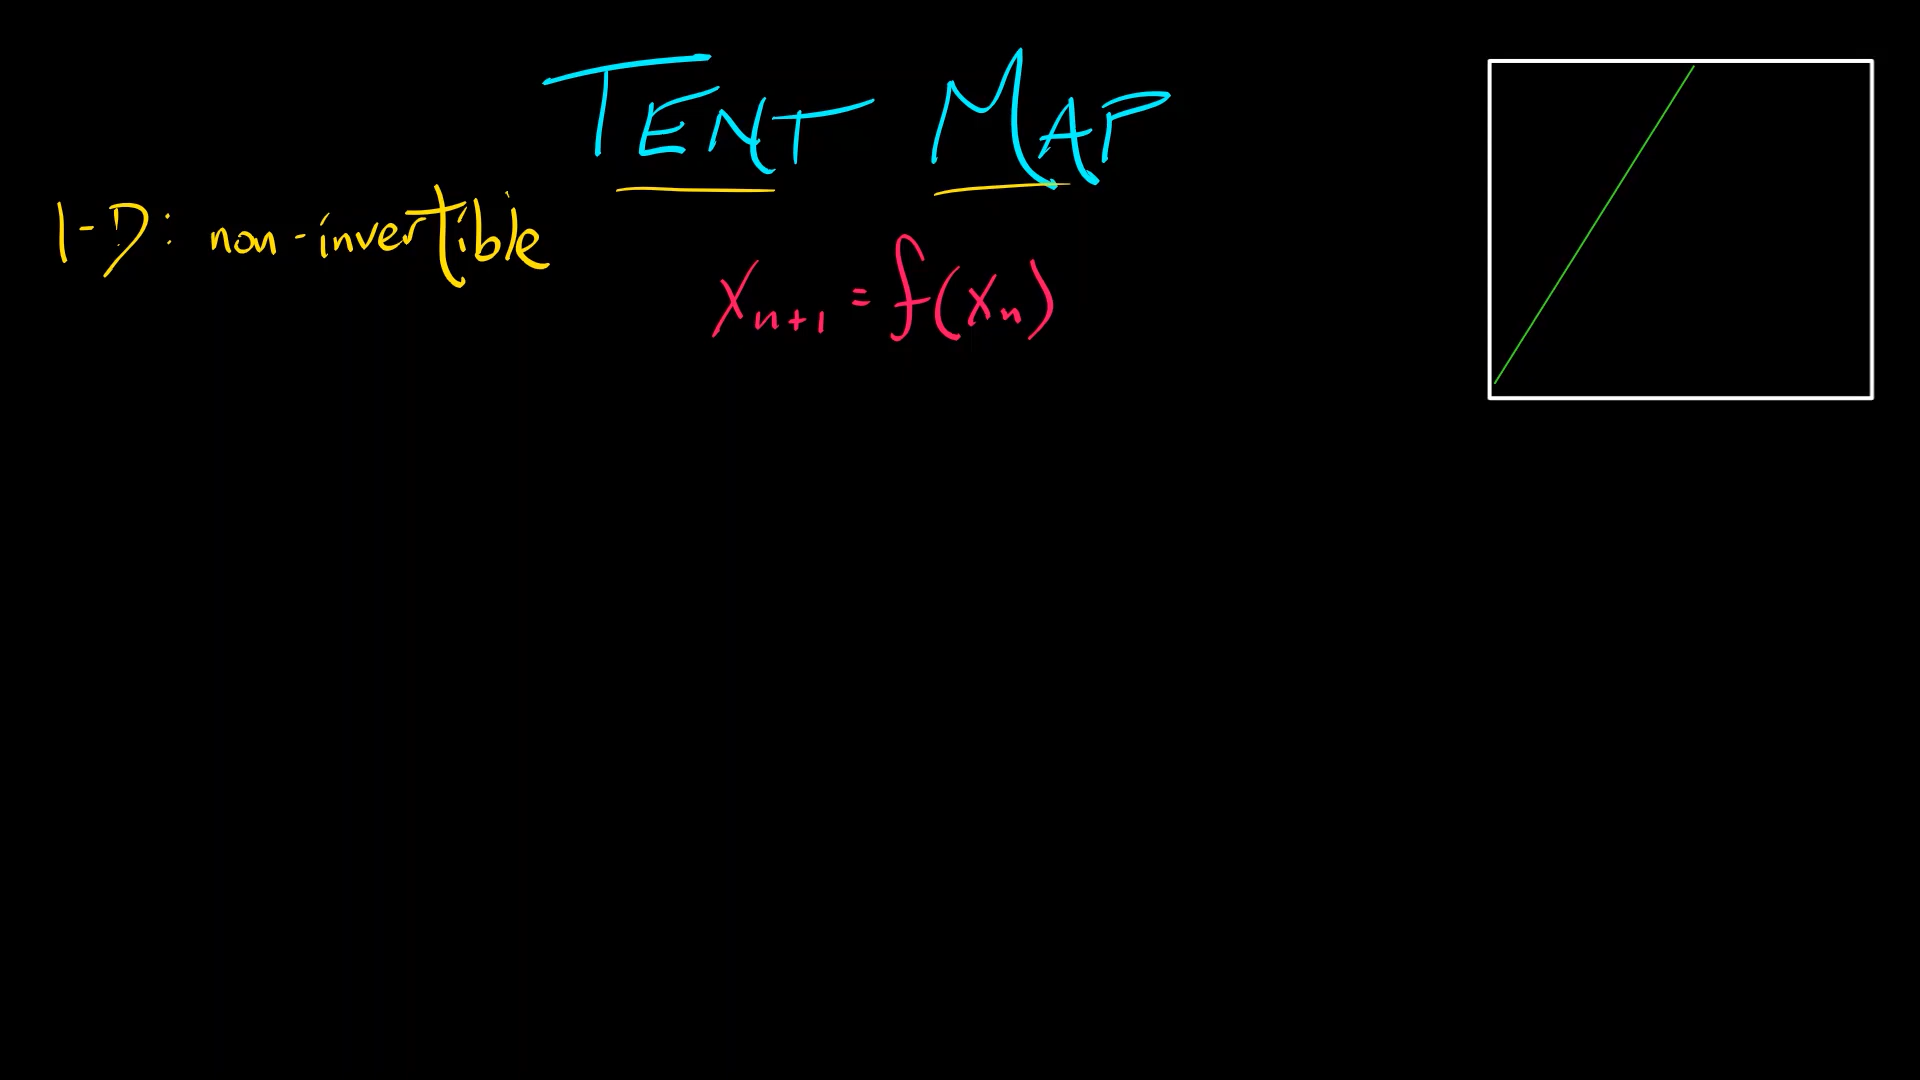 TENT MAP
1-D: non-invertible
Xₙ₊₁ = f(Xₙ)